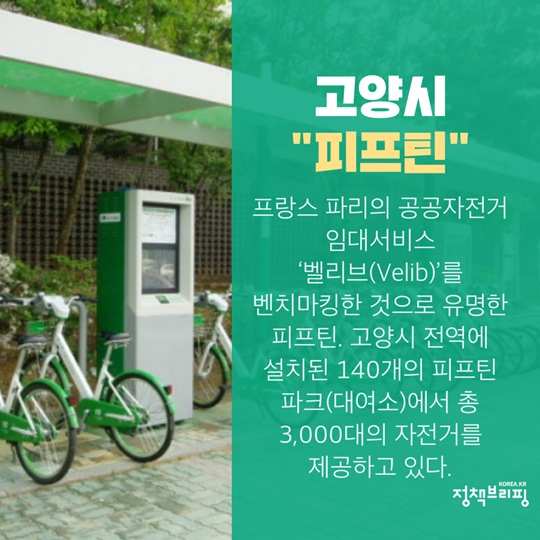 고양시
"피프틴"
프랑스 파리의 공공자전거
임대서비스
‘벨리브(Velib)’를
벤치마킹한 것으로 유명한
피프틴. 고양시 전역에
설치된 140개의 피프틴
파크(대여소)에서 총
3,000대의 자전거를
제공하고 있다.
KOREA.KR
정책브리핑